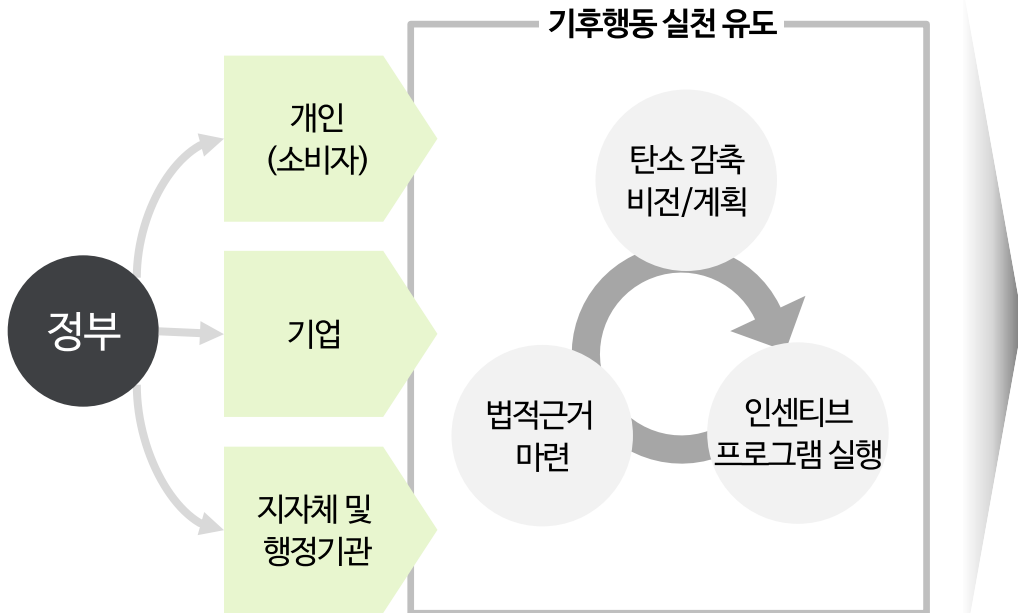 기후행동 실천 유도
개인
(소비자)
탄소 감축
비전/계획
정부
기업
법적근거
마련
인센티브
프로그램 실행
지자체 및
행정기관